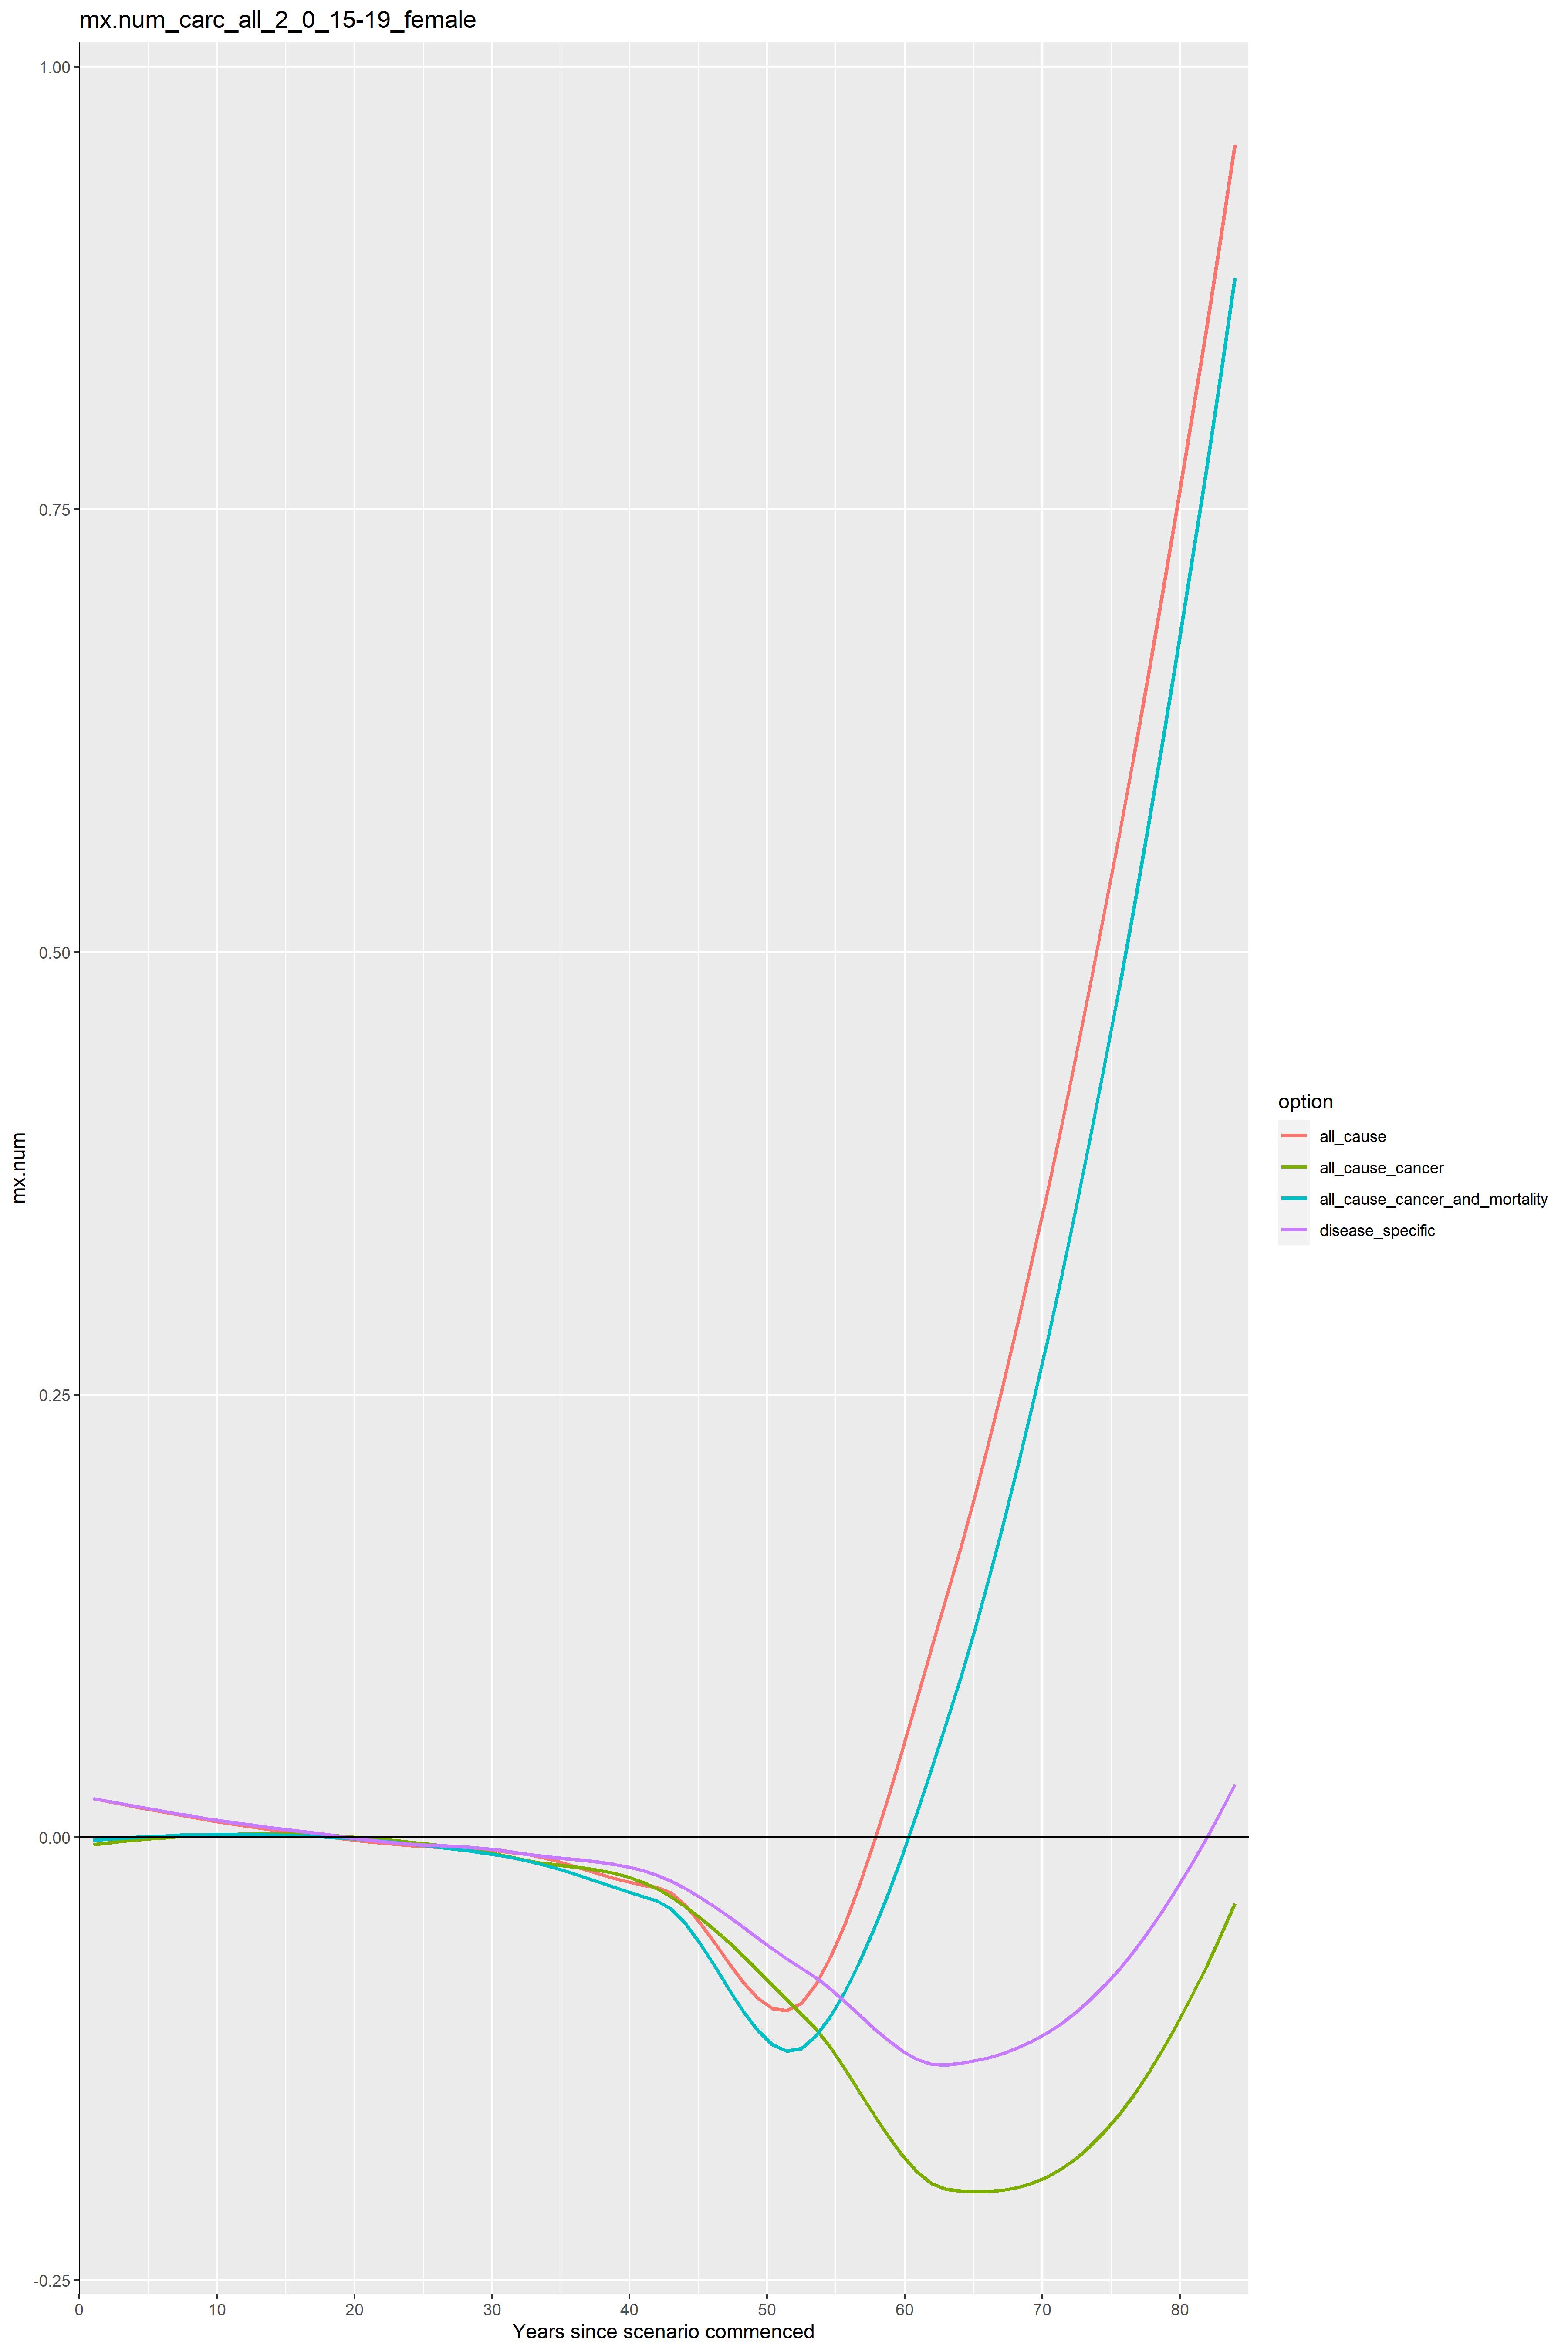 mx.num_carc_all_2_0_15-19_female
1.00
0.75
0.50
0.25
0.00
-0.25
mx.num
0 10 20 30 40 50 60 70 80
Years since scenario commenced
option
all_cause
all_cause_cancer
all_cause_cancer_and_mortality
disease_specific